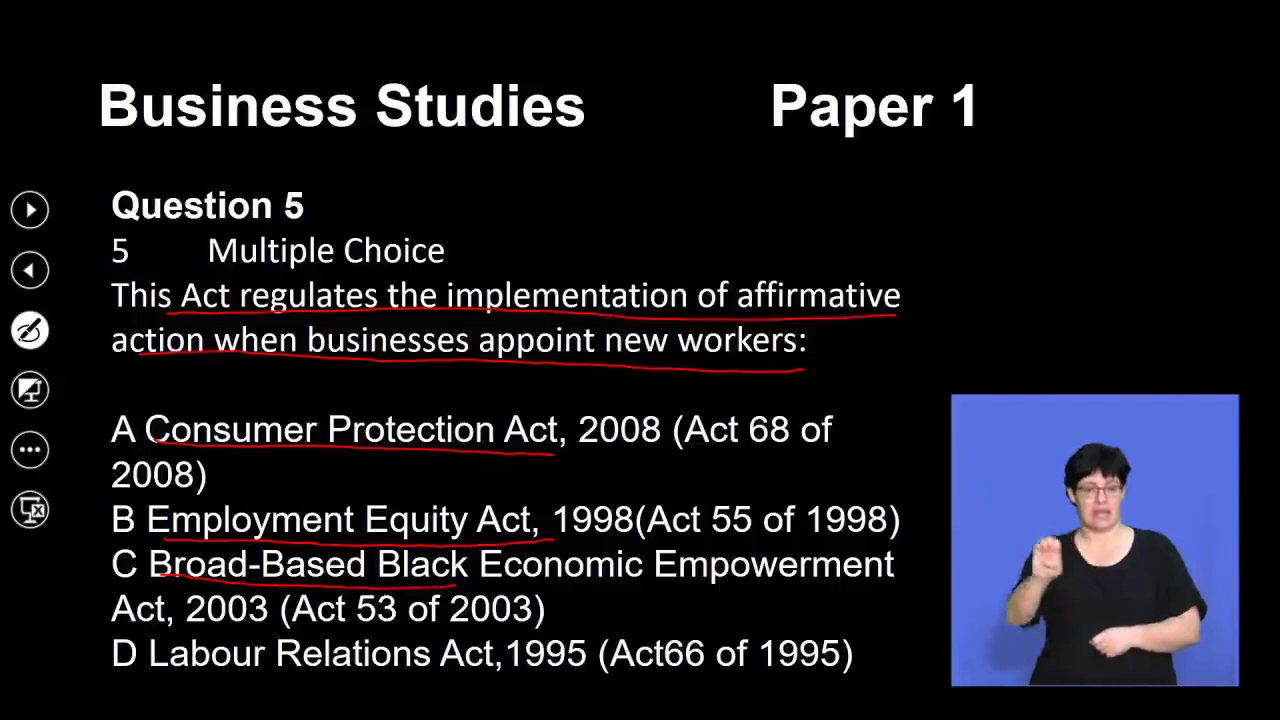 Business Studies Paper 1
Question 5
5 Multiple Choice
This Act regulates the implementation of affirmative
action when businesses appoint new workers:
A Consumer Protection Act, 2008 (Act 68 of
2008)
B Employment Equity Act, 1998(Act 55 of 1998)
C Broad-Based Black Economic Empowerment
Act, 2003 (Act 53 of 2003)
D Labour Relations Act,1995 (Act66 of 1995)